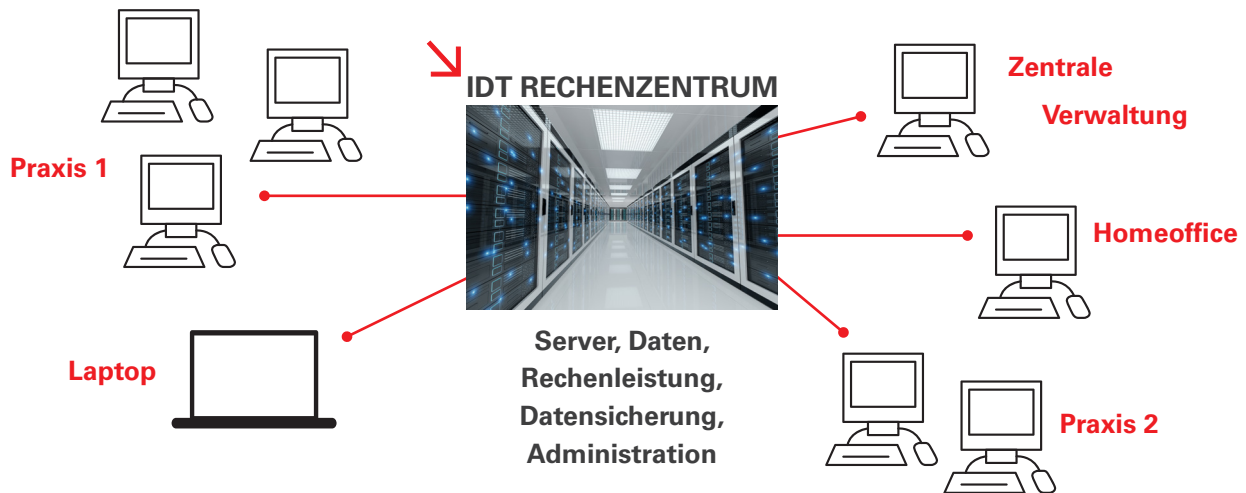 IDT RECHENZENTRUM
Zentrale
Verwaltung
Praxis 1
Homeoffice
Laptop
Server, Daten,
Rechenleistung,
Datensicherung,
Administration
Praxis 2